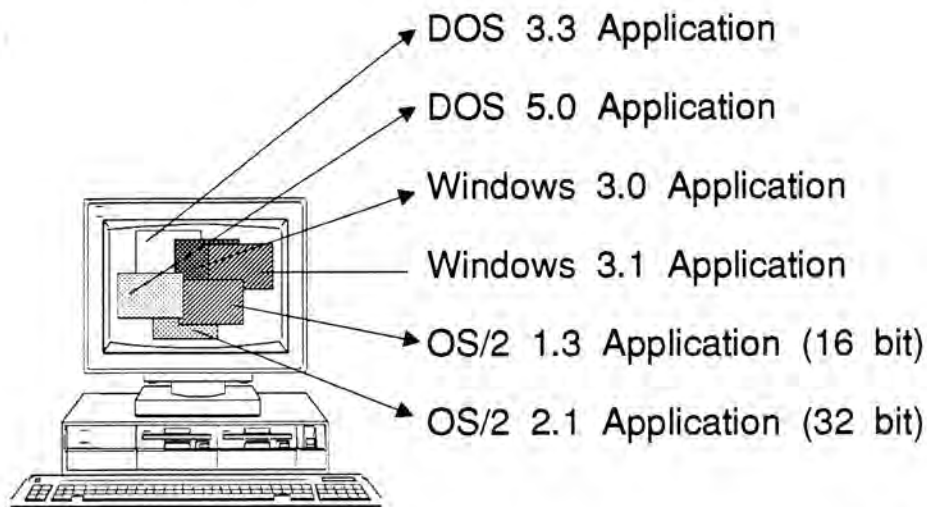 DOS 3.3 Application
DOS 5.0 Application
Windows 3.0 Application
Windows 3.1 Application
OS/2 1.3 Application (16 bit)
OS/2 2.1 Application (32 bit)